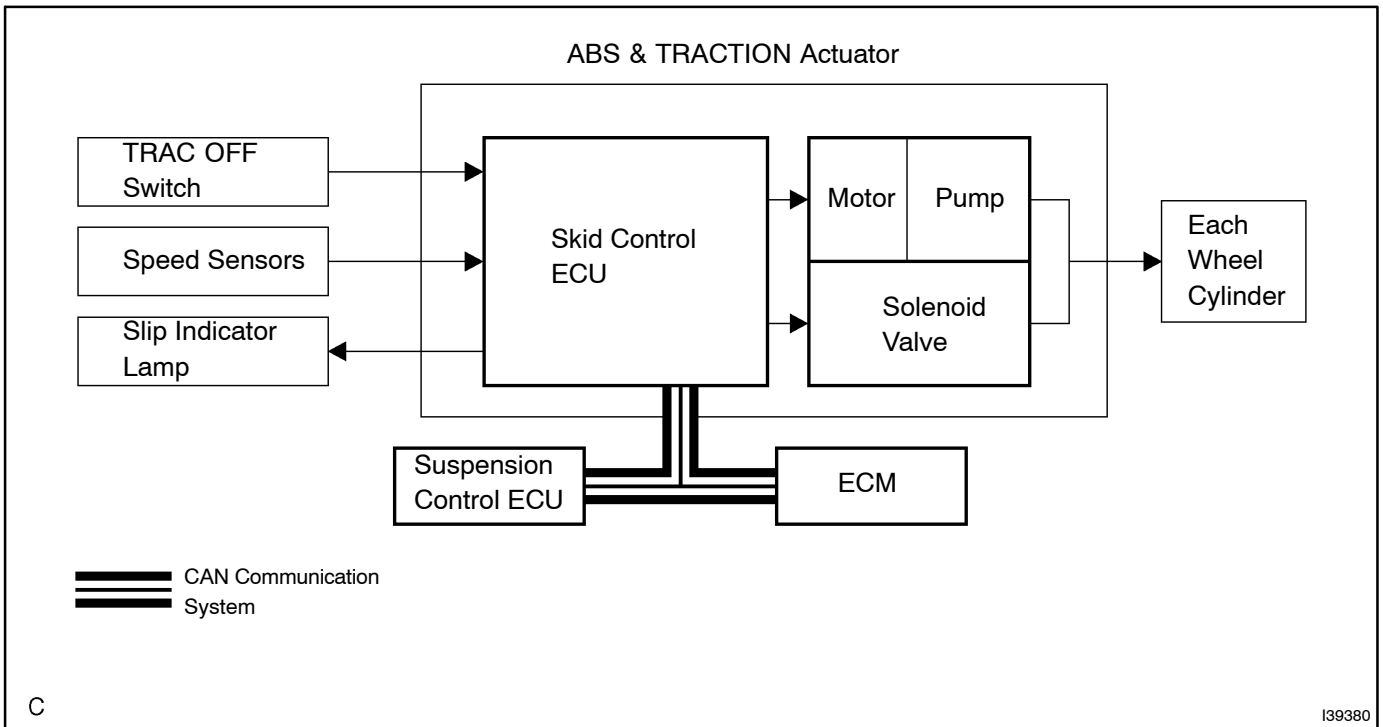 ABS & TRACTION Actuator
TRAC OFF
Switch
Speed Sensors
Slip Indicator
Lamp
Skid Control
ECU
Motor
Pump
Solenoid
Valve
Each
Wheel
Cylinder
Suspension
Control ECU
ECM
CAN Communication
System
C
I39380